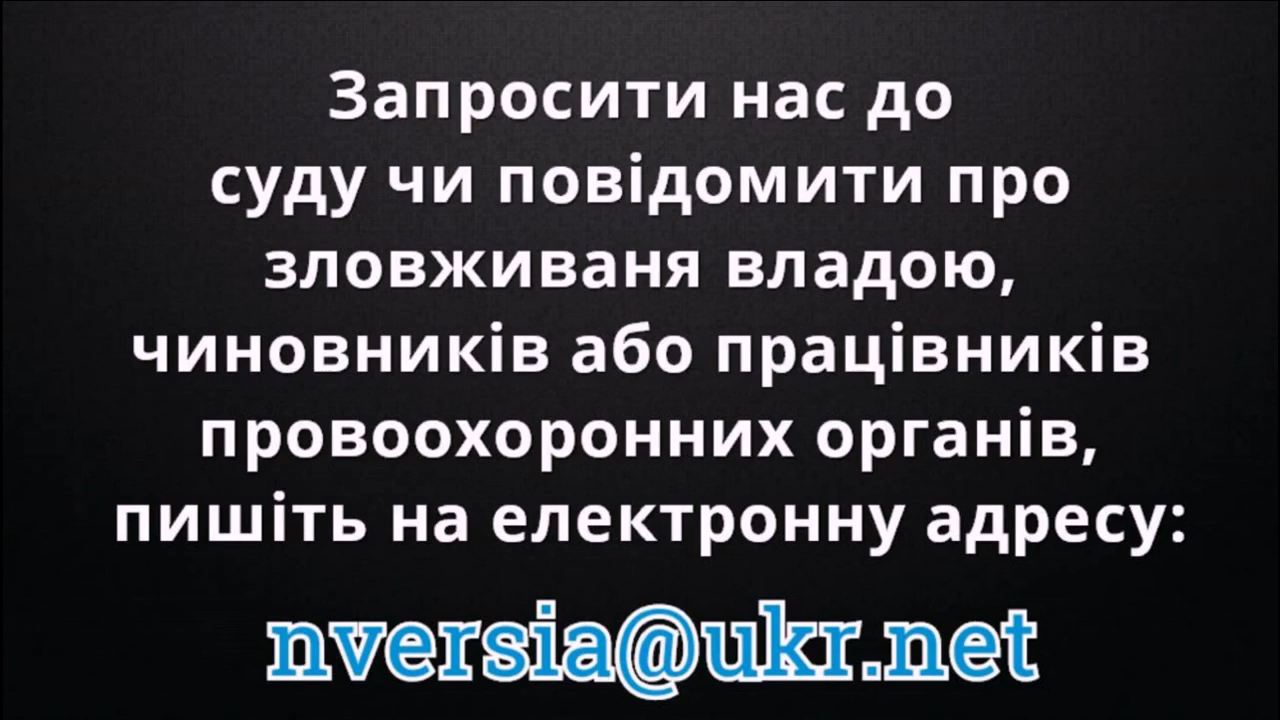 Запросити нас до
суду чи повідомити про
зловживаня владою,
чиновників або працівників
провоохоронних органів,
пишіть на електронну адресу:
nversia@ukr.net